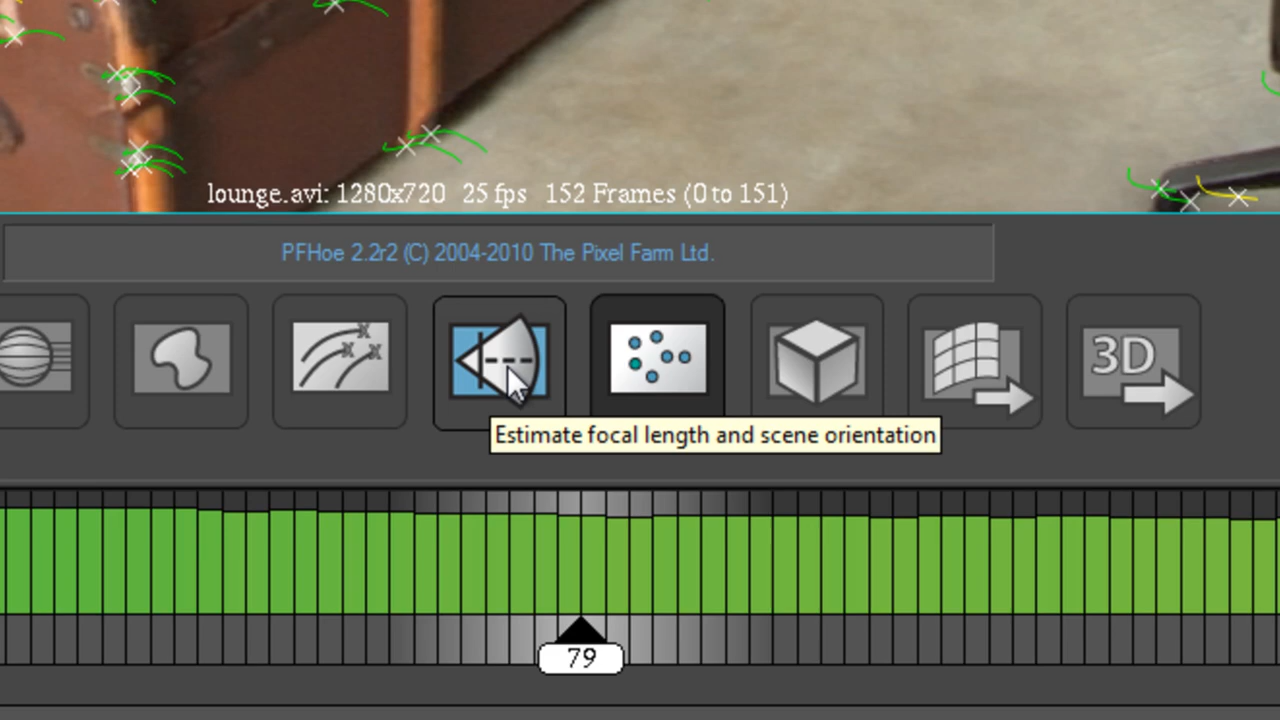 lounge.avi: 1280x720 25 fps 152 Frames (0 to 151)
PFHoe 2.2r2 (C) 2004-2010 The Pixel Farm Ltd.
3D
Estimate focal length and scene orientation
79